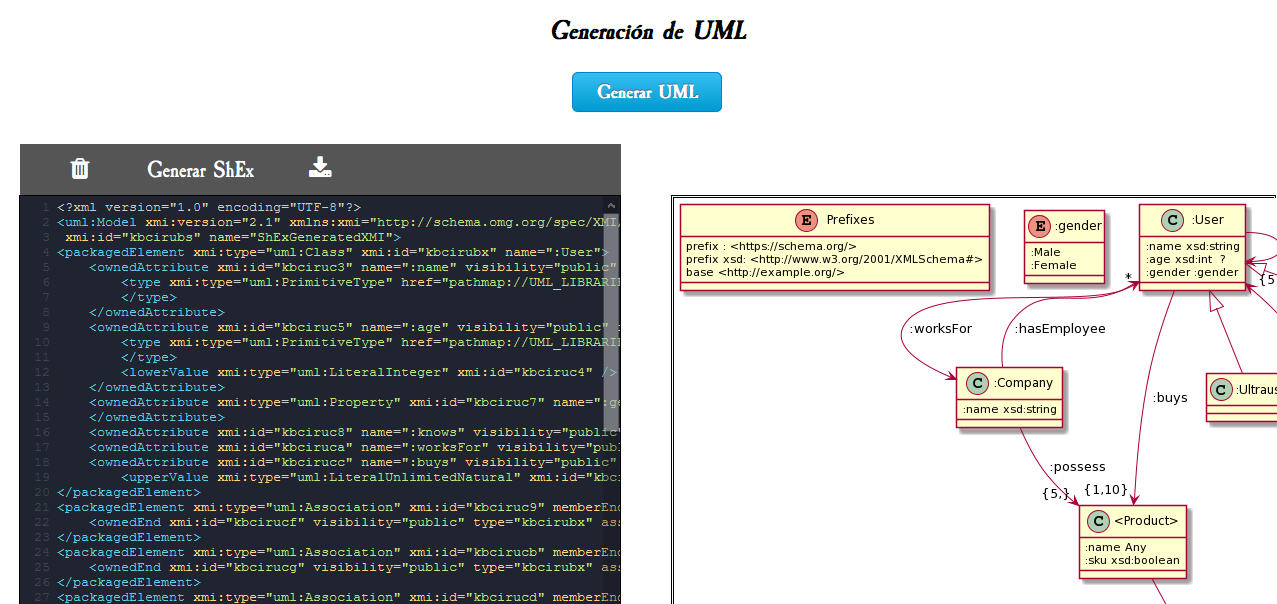 Generación de UML
Generar UML
Generar ShEx
1 <?xml version="1.0" encoding="UTF-8"?>
2 <uml:Model xmi:version="2.1" xmlns:xmi="http://schema.omg.org/spec/XMI/
3 xmi:id="kbcirubs" name="ShExGeneratedXMI">
4 <packagedElement xmi:type="uml:Class" xmi:id="kbcirubx" name=":User">
5 <ownedAttribute xmi:id="kbciruc3" name=":name" visibility="public"
6 <type xmi:type="uml:PrimitiveType" href="pathmap://UML_LIBRARI
7 </type>
8 </ownedAttribute>
9 <ownedAttribute xmi:id="kbciruc5" name=":age" visibility="public"
10 <type xmi:type="uml:PrimitiveType" href="pathmap://UML_LIBRARI
11 </type>
12 <lowerValue xmi:type="uml:LiteralInteger" xmi:id="kbciruc4" />
13 </ownedAttribute>
14 <ownedAttribute xmi:type="uml:Property" xmi:id="kbciruc7" name=":ge
15 </ownedAttribute>
16 <ownedAttribute xmi:id="kbciruc8" name=":knows" visibility="public"
17 <ownedAttribute xmi:id="kbciruca" name=":worksFor" visibility="publ
18 <ownedAttribute xmi:id="kbcirucc" name=":buys" visibility="public"
19 <upperValue xmi:type="uml:LiteralUnlimitedNatural" xmi:id="kbci
20 </packagedElement>
21 <packagedElement xmi:type="uml:Association" xmi:id="kbciruc9" memberEnd
22 <ownedEnd xmi:id="kbcirucf" visibility="public" type="kbcirubx" ass
23 </packagedElement>
24 <packagedElement xmi:type="uml:Association" xmi:id="kbcirucb" memberEnd
25 <ownedEnd xmi:id="kbcirucg" visibility="public" type="kbcirubx" ass
26 </packagedElement>
27 <packagedElement xmi:type="uml:Association" xmi:id="kbcirucd" memberEnd
E Prefixes
prefix : <https://schema.org/>
prefix xsd: <http://www.w3.org/2001/XMLSchema#>
base <http://example.org/>
E :gender
:Male
:Female
C :User
:name xsd:string
:age xsd:int ?
:gender :gender
{5
*
:worksFor
:hasEmployee
C :Company
:name xsd:string
:buys
C :Ultraus
:possess
{5,}
{1,10}
C <Product>
:name Any
:sku xsd:boolean